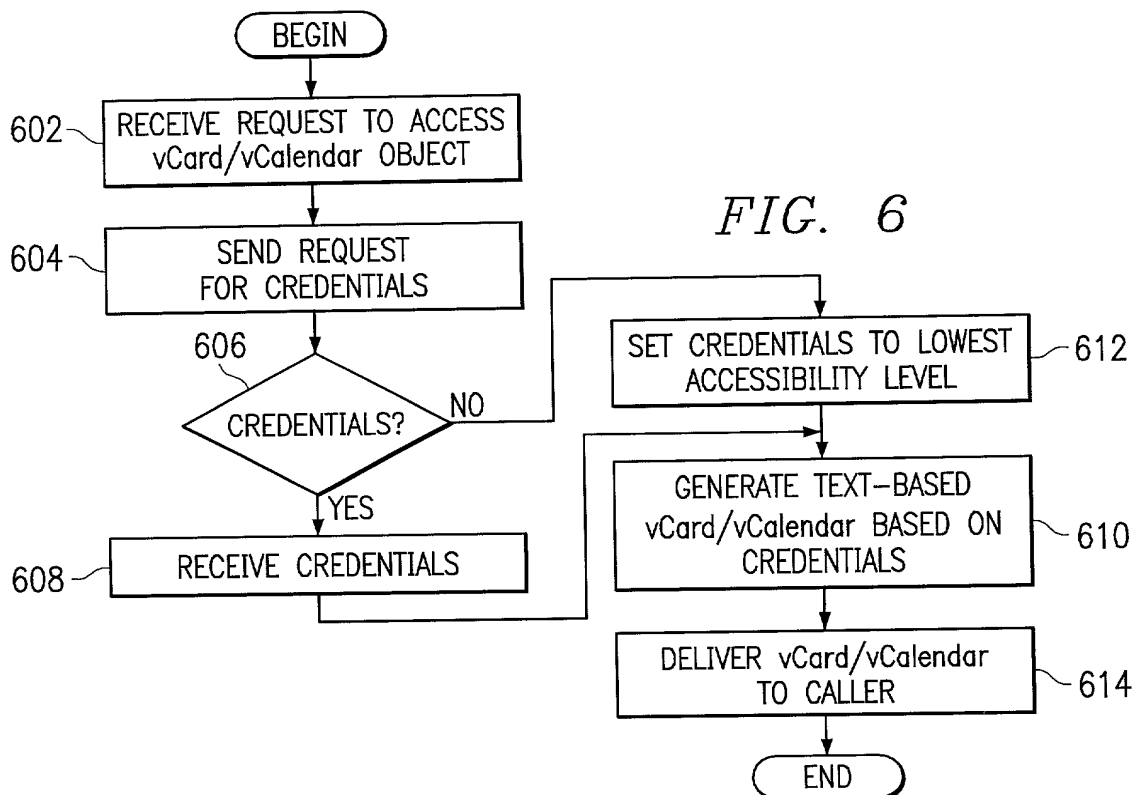 BEGIN
602
RECEIVE REQUEST TO ACCESS
vCard/vCalendar OBJECT
604
SEND REQUEST
FOR CREDENTIALS
606
CREDENTIALS?
NO
YES
608
RECEIVE CREDENTIALS
FIG. 6
SET CREDENTIALS TO LOWEST
ACCESSIBILITY LEVEL
612
GENERATE TEXT-BASED
vCard/vCalendar BASED ON
CREDENTIALS
610
DELIVER vCard/vCalendar
TO CALLER
614
END